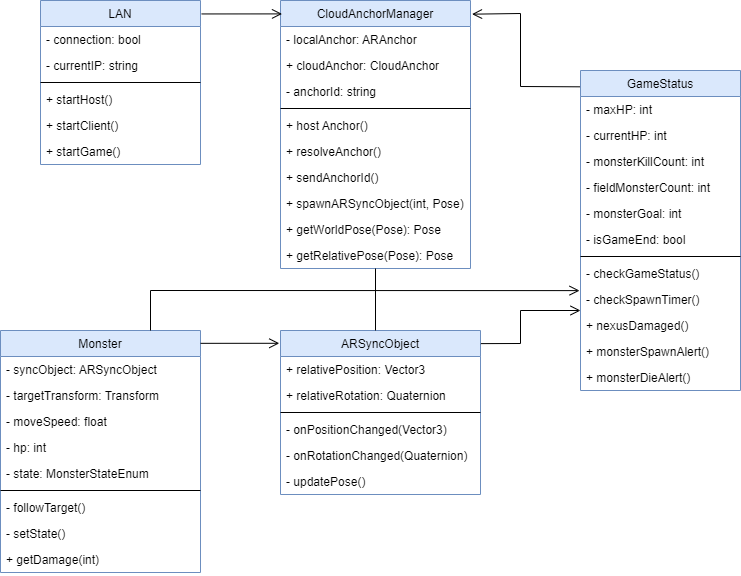 LAN
- connection: bool
- currentIP: string
+ startHost()
+ startClient()
+ startGame()
CloudAnchorManager
- localAnchor: ARAnchor
+ cloudAnchor: CloudAnchor
- anchorId: string
+ host Anchor()
+ resolveAnchor()
+ sendAnchorId()
+ spawnARSyncObject(int, Pose)
+ getWorldPose(Pose): Pose
+ getRelativePose(Pose): Pose
GameStatus
- maxHP: int
- currentHP: int
- monsterKillCount: int
- fieldMonsterCount: int
- monsterGoal: int
- isGameEnd: bool
- checkGameStatus()
- checkSpawnTimer()
+ nexusDamaged()
+ monsterSpawnAlert()
+ monsterDieAlert()
Monster
- syncObject: ARSyncObject
- targetTransform: Transform
- moveSpeed: float
- hp: int
- state: MonsterStateEnum
- followTarget()
- setState()
+ getDamage(int)
ARSyncObject
+ relativePosition: Vector3
+ relativeRotation: Quaternion
- onPositionChanged(Vector3)
- onRotationChanged(Quaternion)
- updatePose()